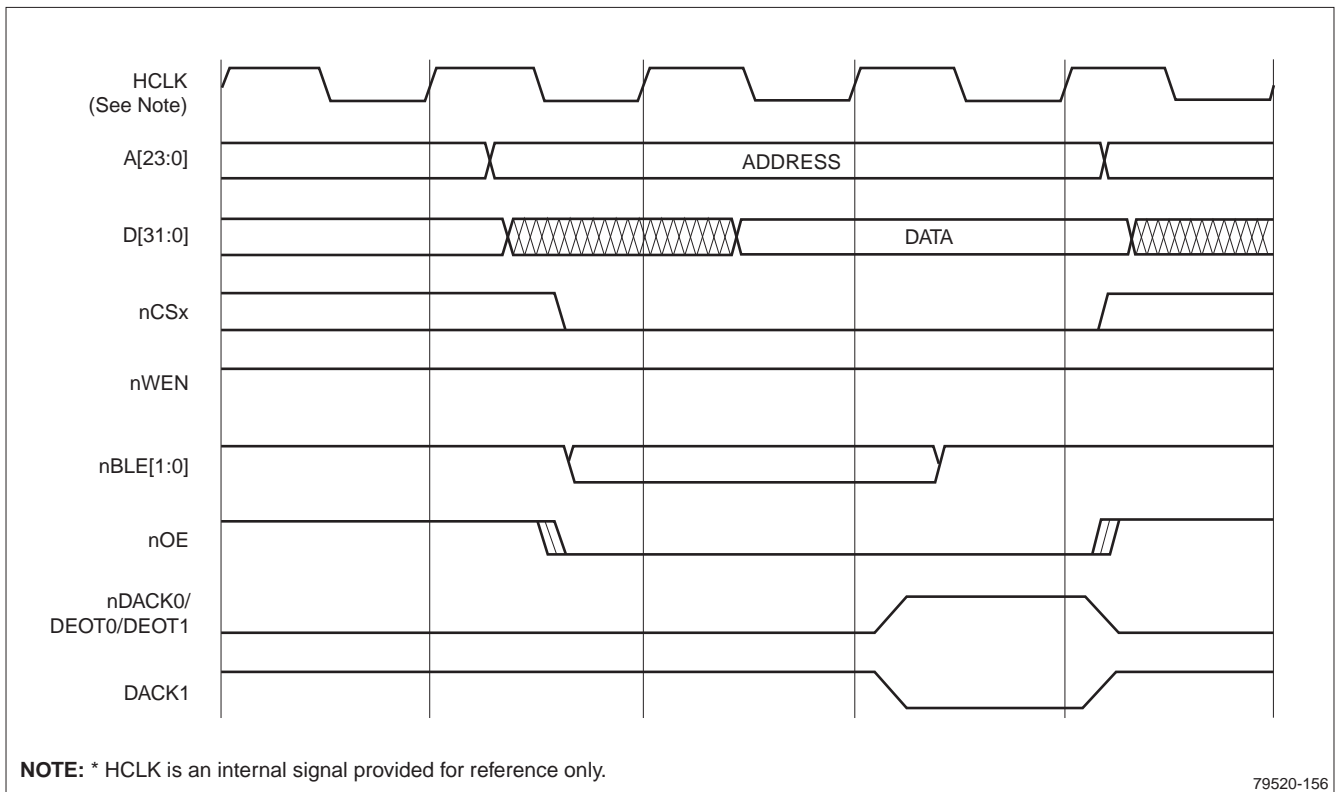 HCLK
(See Note)
A[23:0]
ADDRESS
D[31:0]
DATA
nCSx
nWEN
nBLE[1:0]
nOE
nDACK0/
DEOT0/DEOT1
DACK1
NOTE: * HCLK is an internal signal provided for reference only.
79520-156